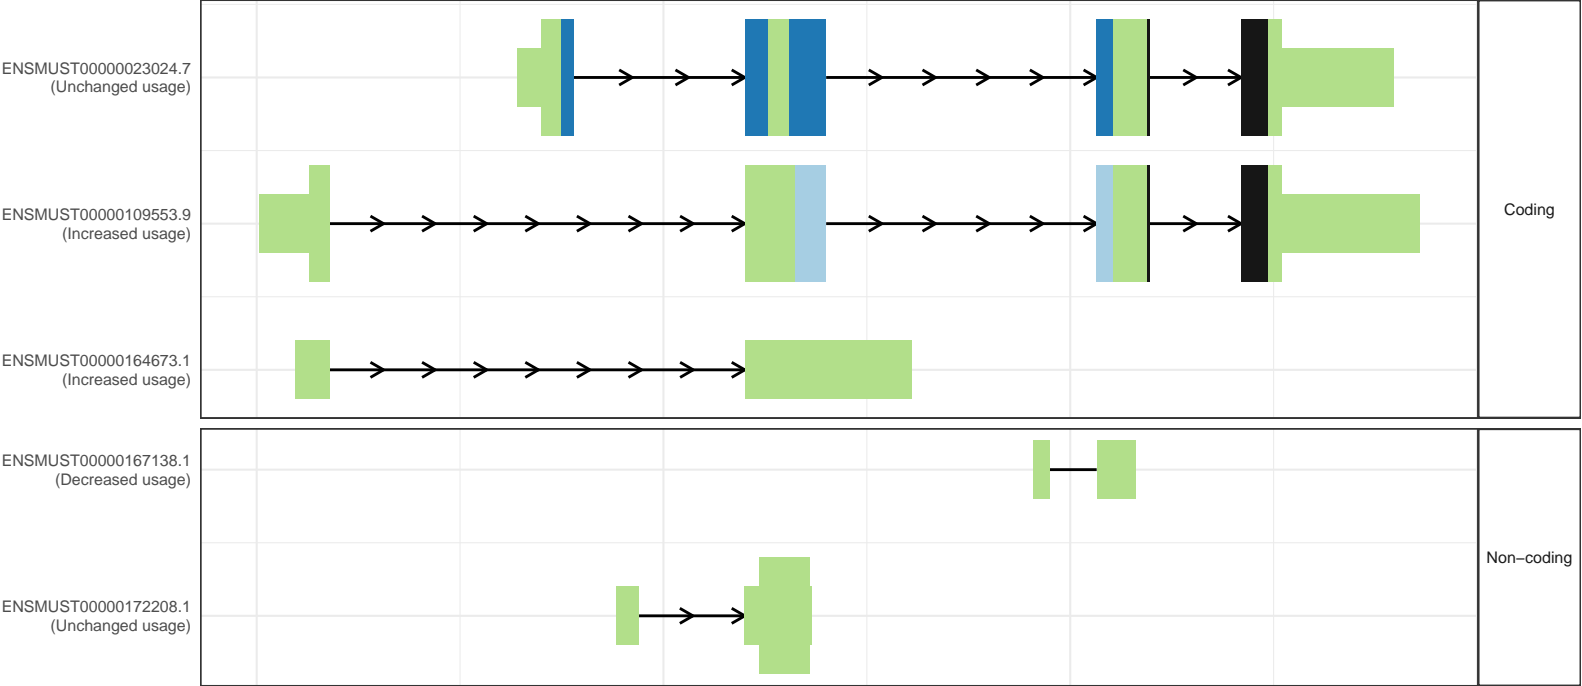 ENSMUST00000023024.7
(Unchanged usage)
ENSMUST00000109553.9
(Increased usage)
Coding
ENSMUST00000164673.1
(Increased usage)
ENSMUST00000167138.1
(Decreased usage)
Non−coding
ENSMUST00000172208.1
(Unchanged usage)